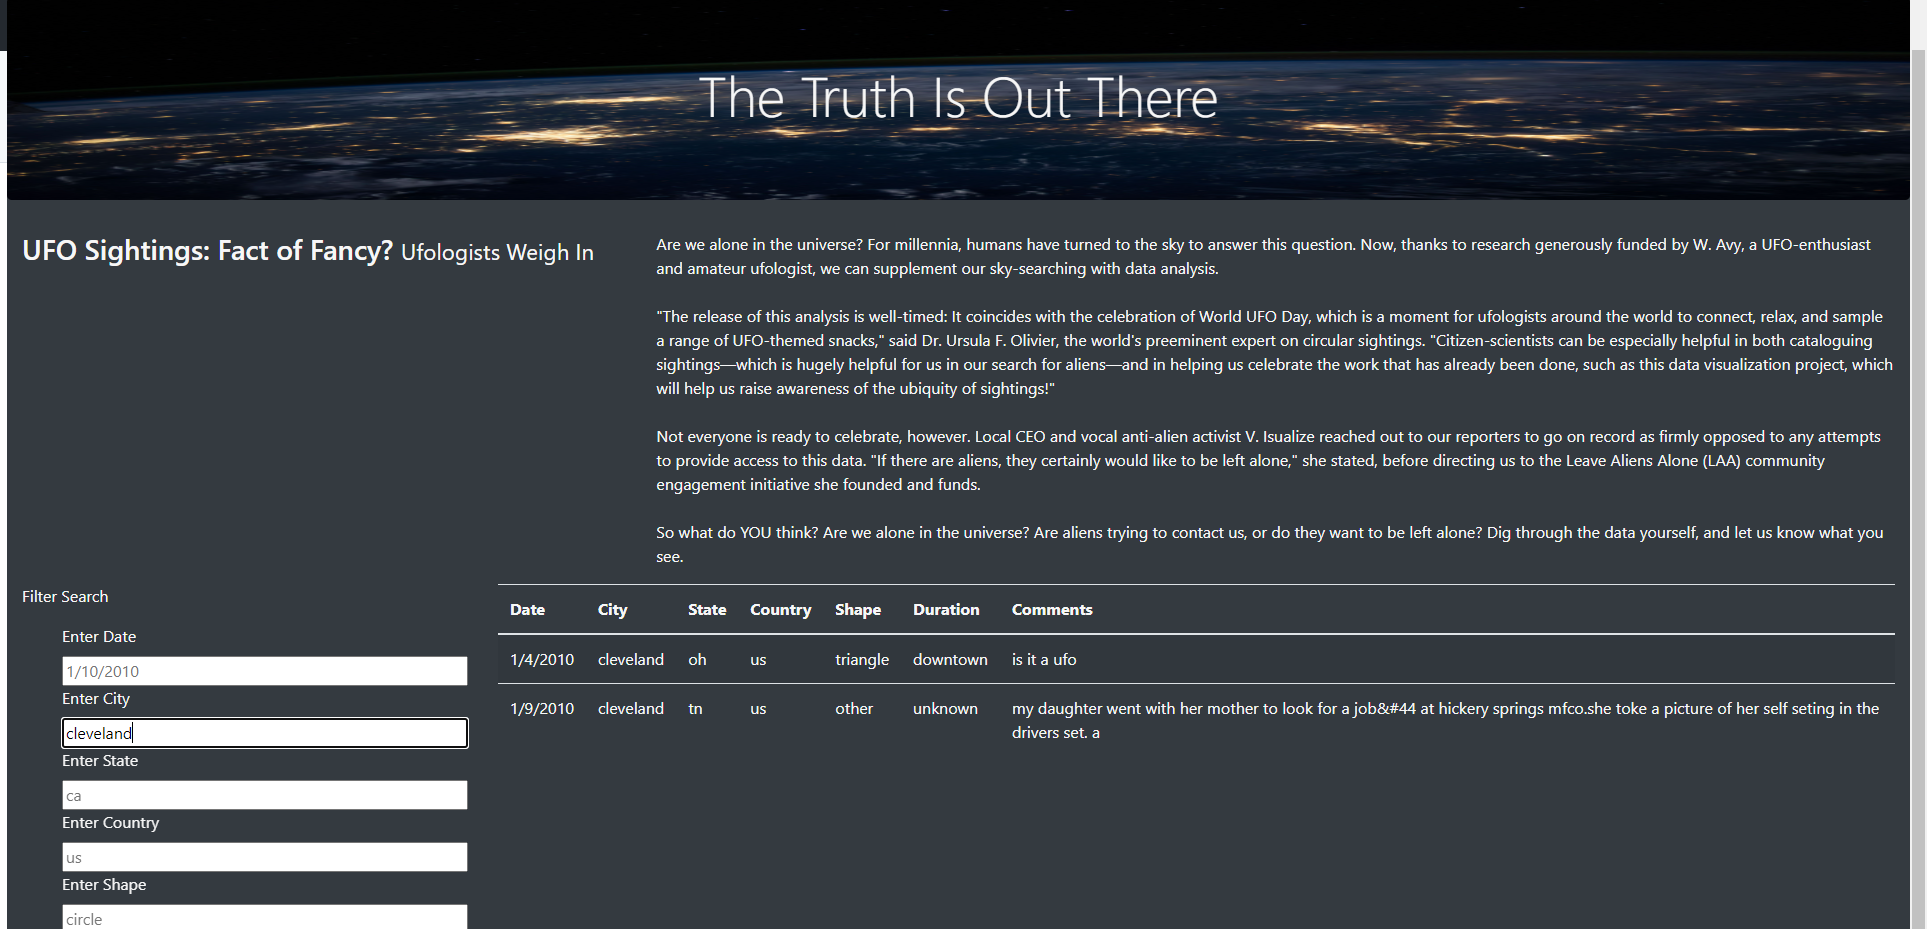 The Truth Is Out There
UFO Sightings: Fact of Fancy? Ufologists Weigh In
Are we alone in the universe? For millennia, humans have turned to the sky to answer this question. Now, thanks to research generously funded by W. Avy, a UFO-enthusiast
and amateur ufologist, we can supplement our sky-searching with data analysis.
"The release of this analysis is well-timed: It coincides with the celebration of World UFO Day, which is a moment for ufologists around the world to connect, relax, and sample
a range of UFO-themed snacks," said Dr. Ursula F. Olivier, the world's preeminent expert on circular sightings. "Citizen-scientists can be especially helpful in both cataloguing
sightings—which is hugely helpful for us in our search for aliens—and in helping us celebrate the work that has already been done, such as this data visualization project, which
will help us raise awareness of the ubiquity of sightings!"
Not everyone is ready to celebrate, however. Local CEO and vocal anti-alien activist V. Isualize reached out to our reporters to go on record as firmly opposed to any attempts
to provide access to this data. "If there are aliens, they certainly would like to be left alone," she stated, before directing us to the Leave Aliens Alone (LAA) community
engagement initiative she founded and funds.
So what do YOU think? Are we alone in the universe? Are aliens trying to contact us, or do they want to be left alone? Dig through the data yourself, and let us know what you
see.
Filter Search
Enter Date
1/10/2010
Enter City
cleveland
Enter State
ca
Enter Country
us
Enter Shape
circle
Date City State Country Shape Duration Comments
1/4/2010 cleveland oh us triangle downtown is it a ufo
1/9/2010 cleveland tn us other unknown my daughter went with her mother to look for a job&#44 at hickery springs mfco.she toke a picture of her self seting in the
drivers set. a